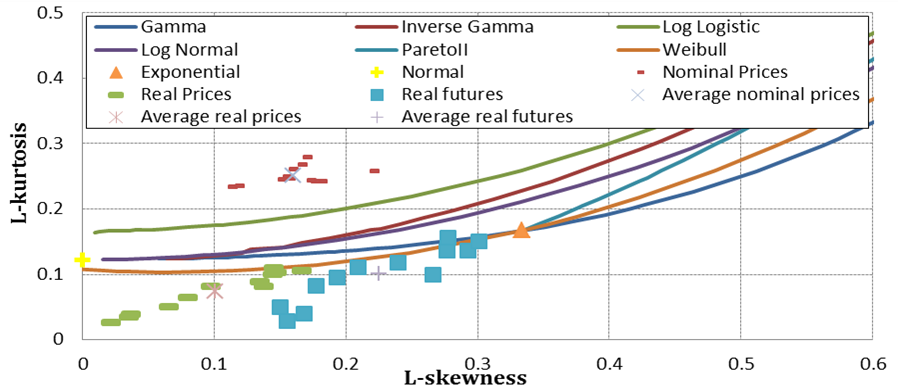 0.5
Gamma Inverse Gamma Log Logistic
Log Normal ParetoII Weibull
0.4
Exponential Normal Nominal Prices
Real Prices Real futures Average nominal prices
Average real prices Average real futures
0.3
0.2
0.1
0
L-kurtosis
0 0.1 0.2 0.3 0.4 0.5 0.6
L-skewness